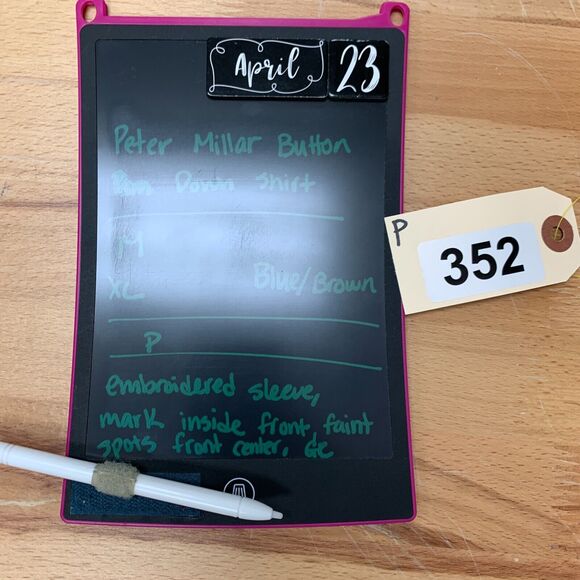 April 23
Peter Millar Button
Down Shirt
P
352
M
XL Blue/Brown
P
embroidered sleeve,
mark inside front, faint
spots front center, GC